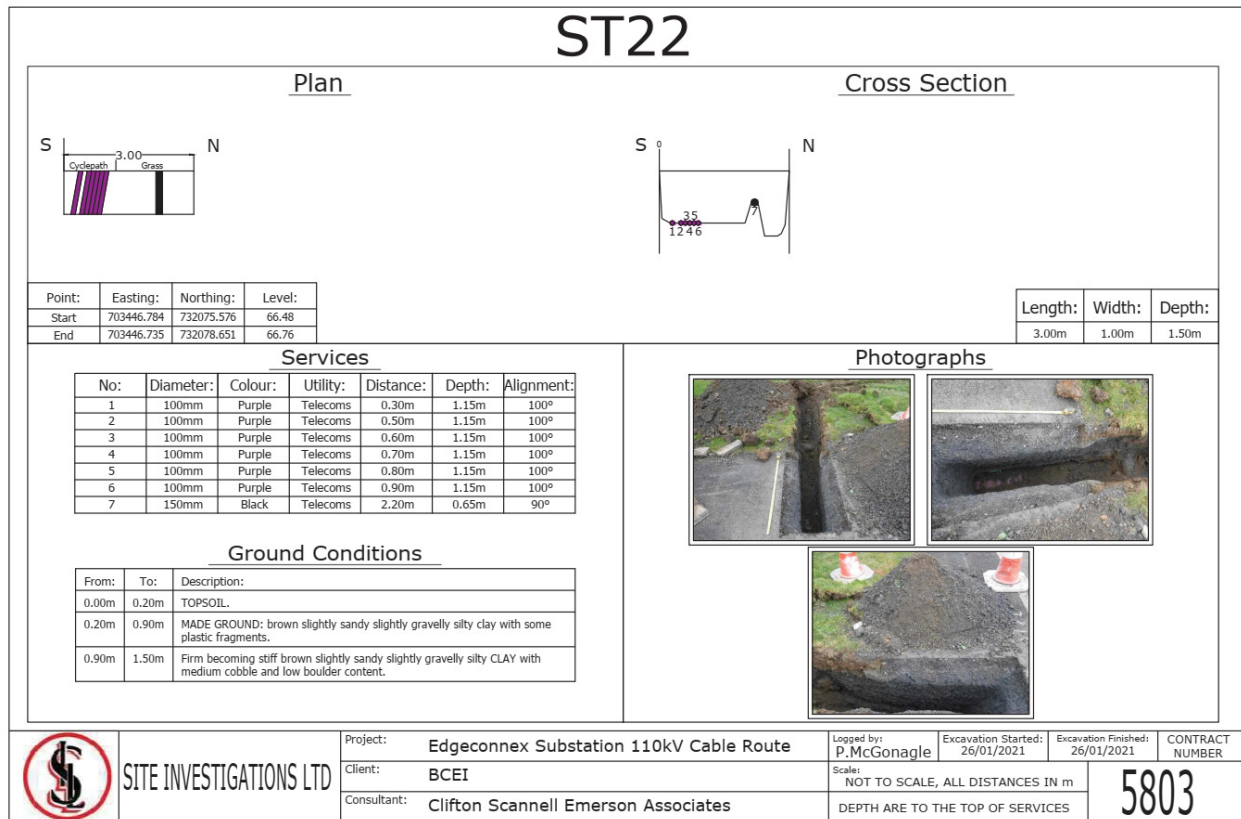 ST22
Plan
S
3.00
N
Cyclepath
Grass
Cross Section
S
0
N
35
7
1246
Point: Easting: Northing: Level:
Start 703446.784 732075.576 66.48
End 703446.735 732078.651 66.76
Length: Width: Depth:
3.00m 1.00m 1.50m
Services
No: Diameter: Colour: Utility: Distance: Depth: Alignment:
1 100mm Purple Telecoms 0.30m 1.15m 100°
2 100mm Purple Telecoms 0.50m 1.15m 100°
3 100mm Purple Telecoms 0.60m 1.15m 100°
4 100mm Purple Telecoms 0.70m 1.15m 100°
5 100mm Purple Telecoms 0.80m 1.15m 100°
6 100mm Purple Telecoms 0.90m 1.15m 100°
7 150mm Black Telecoms 2.20m 0.65m 90°
Ground Conditions
From: To: Description:
0.00m 0.20m TOPSOIL.
0.20m 0.90m MADE GROUND: brown slightly sandy slightly gravelly silty clay with some
plastic fragments.
0.90m 1.50m Firm becoming stiff brown slightly sandy slightly gravelly silty CLAY with
medium cobble and low boulder content.
Photographs
SIL
SITE INVESTIGATIONS LTD
Project: Edgeconnex Substation 110kV Cable Route
Client: BCEI
Consultant: Clifton Scannell Emerson Associates
Logged by:
P.McGonagle
Excavation Started:
26/01/2021
Excavation Finished:
26/01/2021
CONTRACT
NUMBER
Scale:
NOT TO SCALE, ALL DISTANCES IN m
DEPTH ARE TO THE TOP OF SERVICES
5803